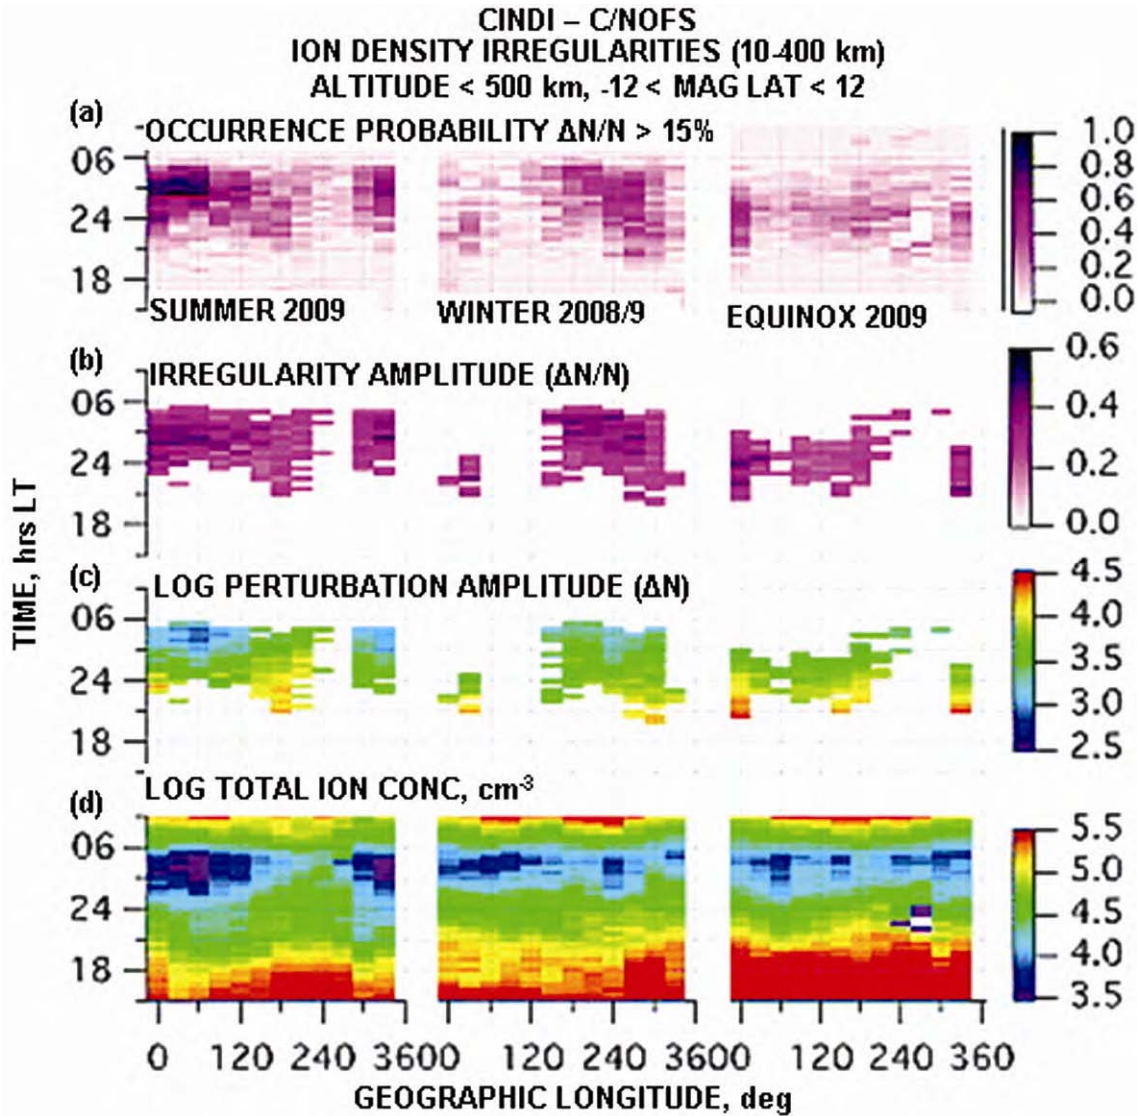 CINDI – C/NOFS
ION DENSITY IRREGULARITIES (10-400 km)
ALTITUDE < 500 km, -12 < MAG LAT < 12
(a)
OCCURRENCE PROBABILITY ΔN/N > 15%
06
24
18
1.0
0.8
0.6
0.4
0.2
0.0
SUMMER 2009
WINTER 2008/9
EQUINOX 2009
(b)
IRREGULARITY AMPLITUDE (ΔN/N)
06
24
18
0.6
0.4
0.2
0.0
TIME, hrs LT
(c)
LOG PERTURBATION AMPLITUDE (ΔN)
06
24
18
4.5
4.0
3.5
3.0
2.5
(d)
LOG TOTAL ION CONC, cm-3
06
24
18
5.5
5.0
4.5
4.0
3.5
0 120 240 3600 120 240 3600 120 240 360
GEOGRAPHIC LONGITUDE, deg